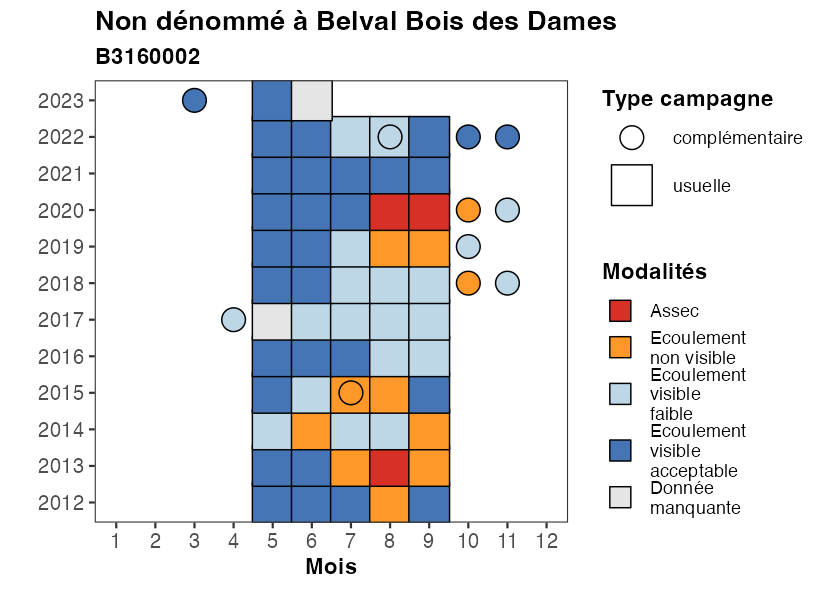 Non dénommé à Belval Bois des Dames
B3160002
2023
2022
2021
2020
2019
2018
2017
2016
2015
2014
2013
2012
1 2 3 4 5 6 7 8 9 10 11 12
Mois
Type campagne
complémentaire
usuelle
Modalités
Assec
Ecoulement
non visible
Ecoulement
visible
faible
Ecoulement
visible
acceptable
Donnée
manquante